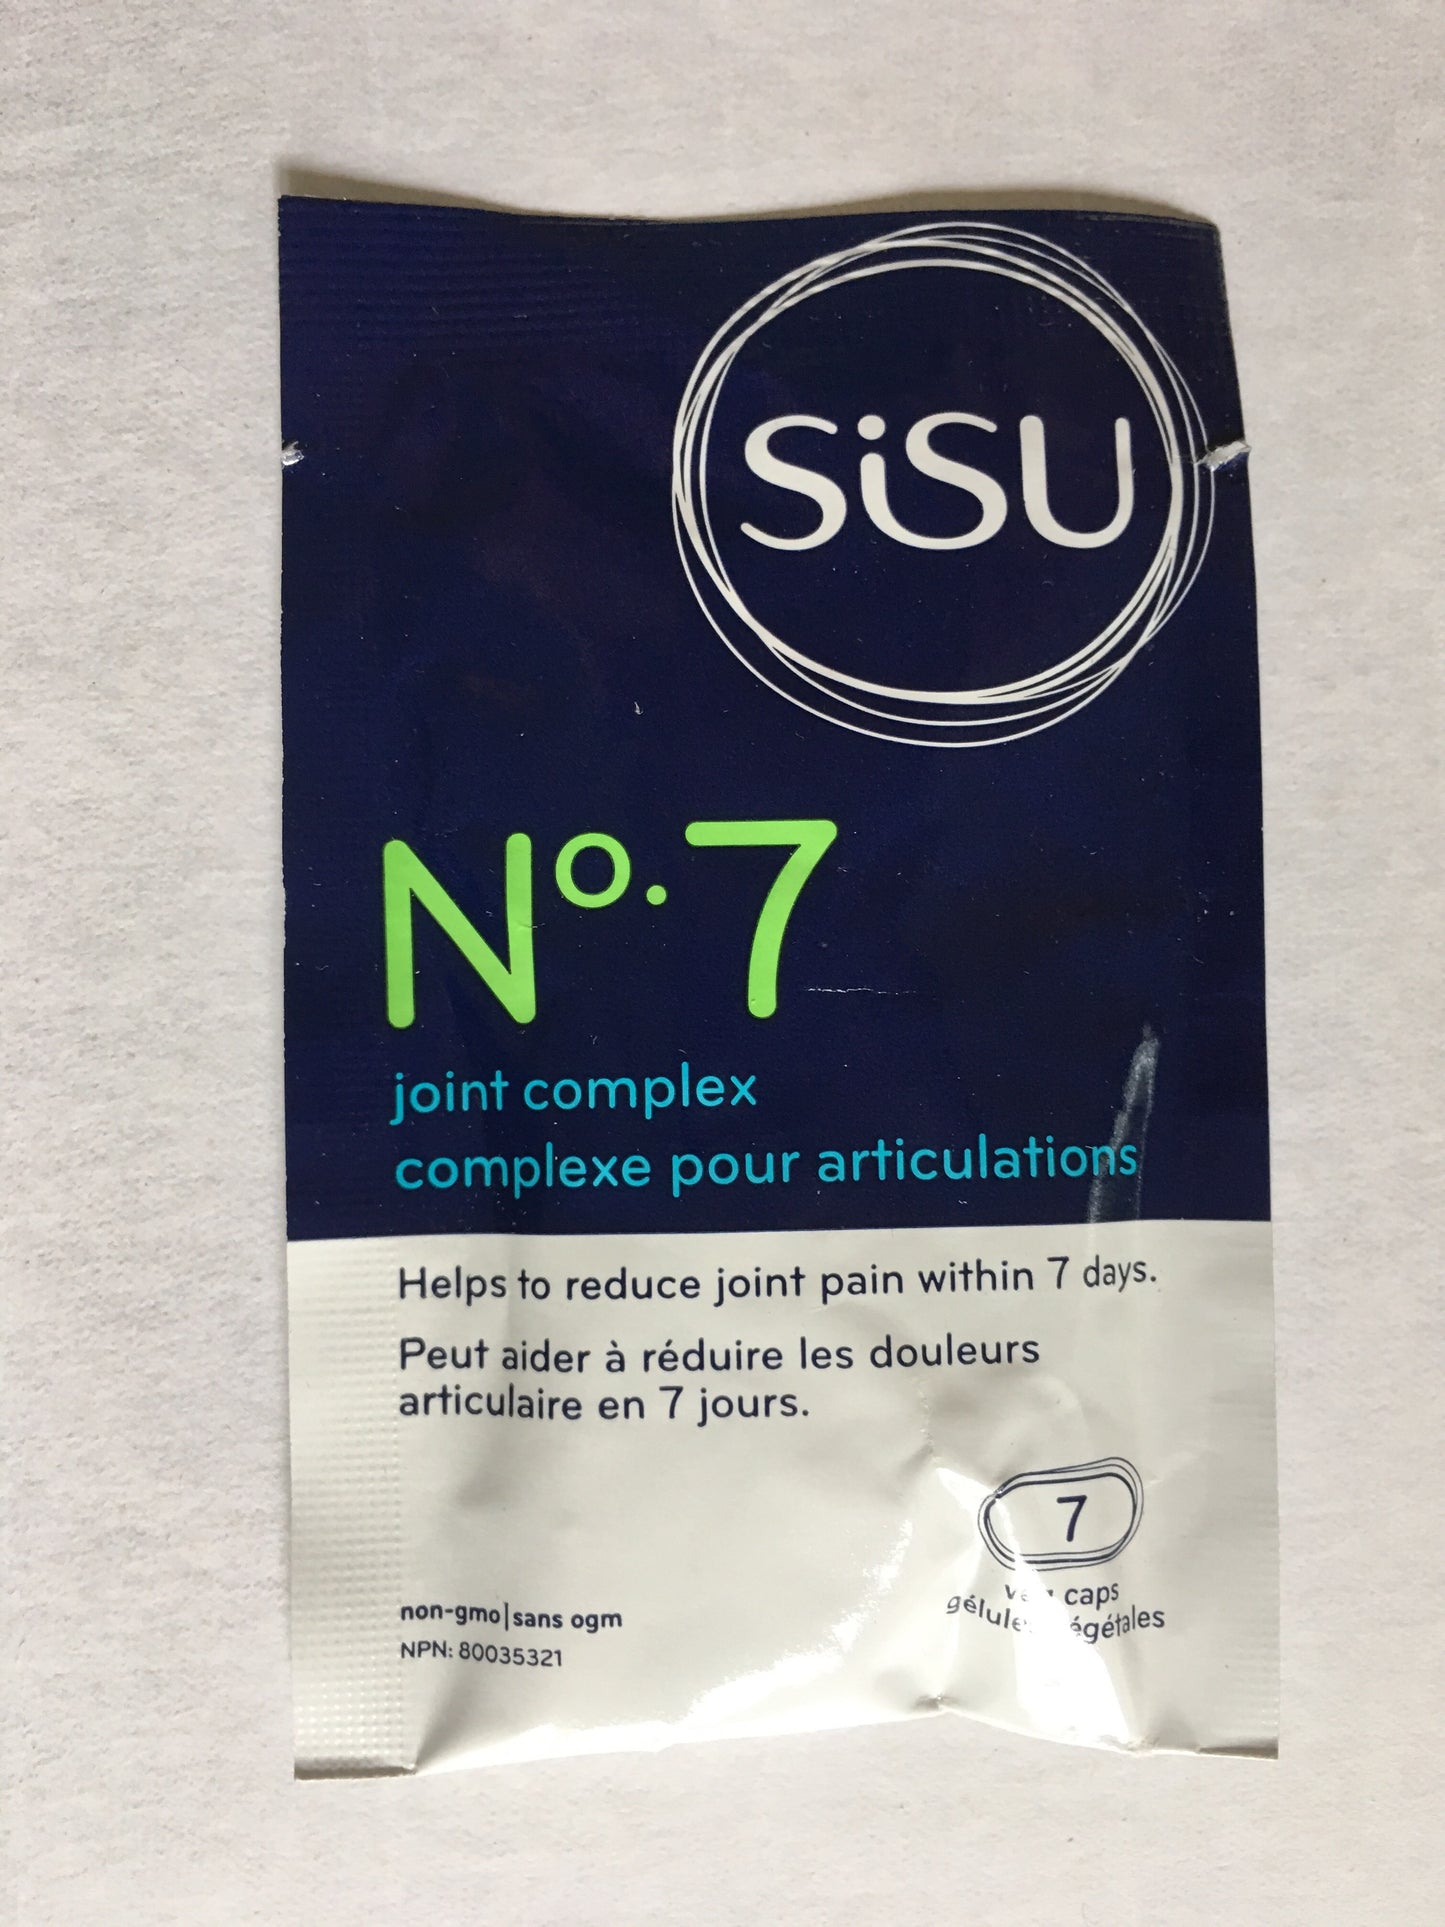 SiSU
Nº.7
joint complex
complexe pour articulations
Helps to reduce joint pain within 7 days.
Peut aider à réduire les douleurs
articulaire en 7 jours.
7
caps
non-gmo|sans ogm
NPN: 80035321